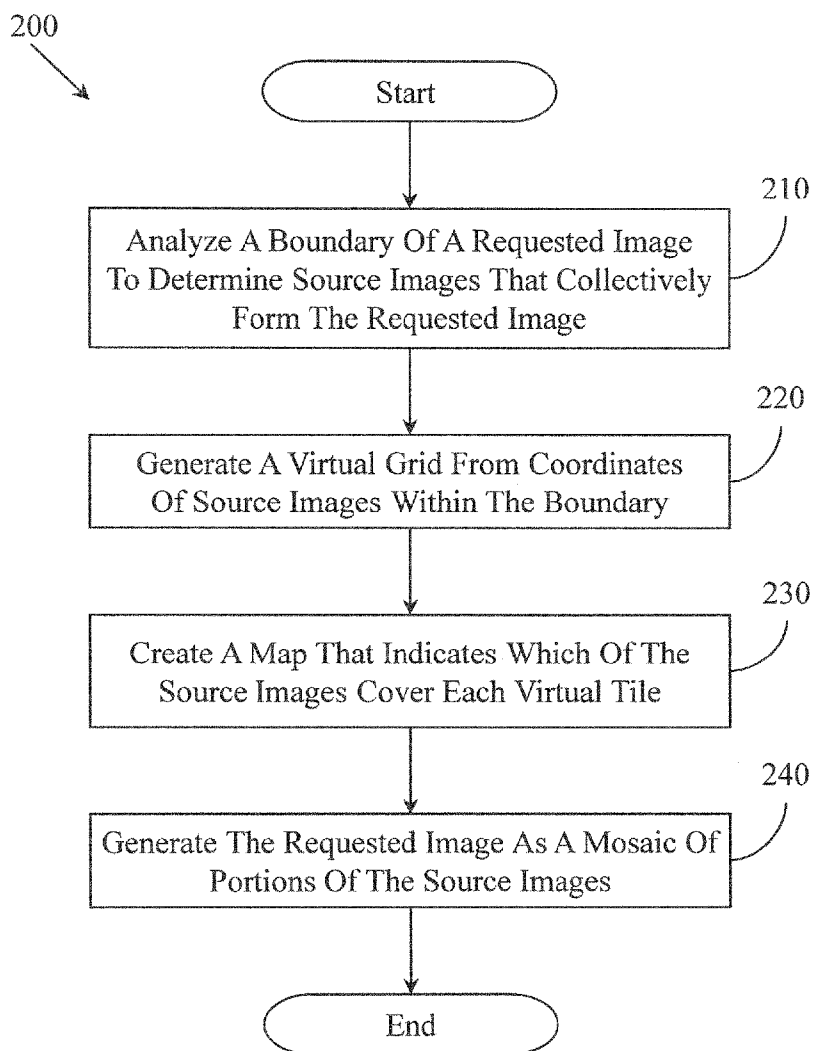 200
Start
210
Analyze A Boundary Of A Requested Image
To Determine Source Images That Collectively
Form The Requested Image
220
Generate A Virtual Grid From Coordinates
Of Source Images Within The Boundary
230
Create A Map That Indicates Which Of The
Source Images Cover Each Virtual Tile
240
Generate The Requested Image As A Mosaic Of
Portions Of The Source Images
End